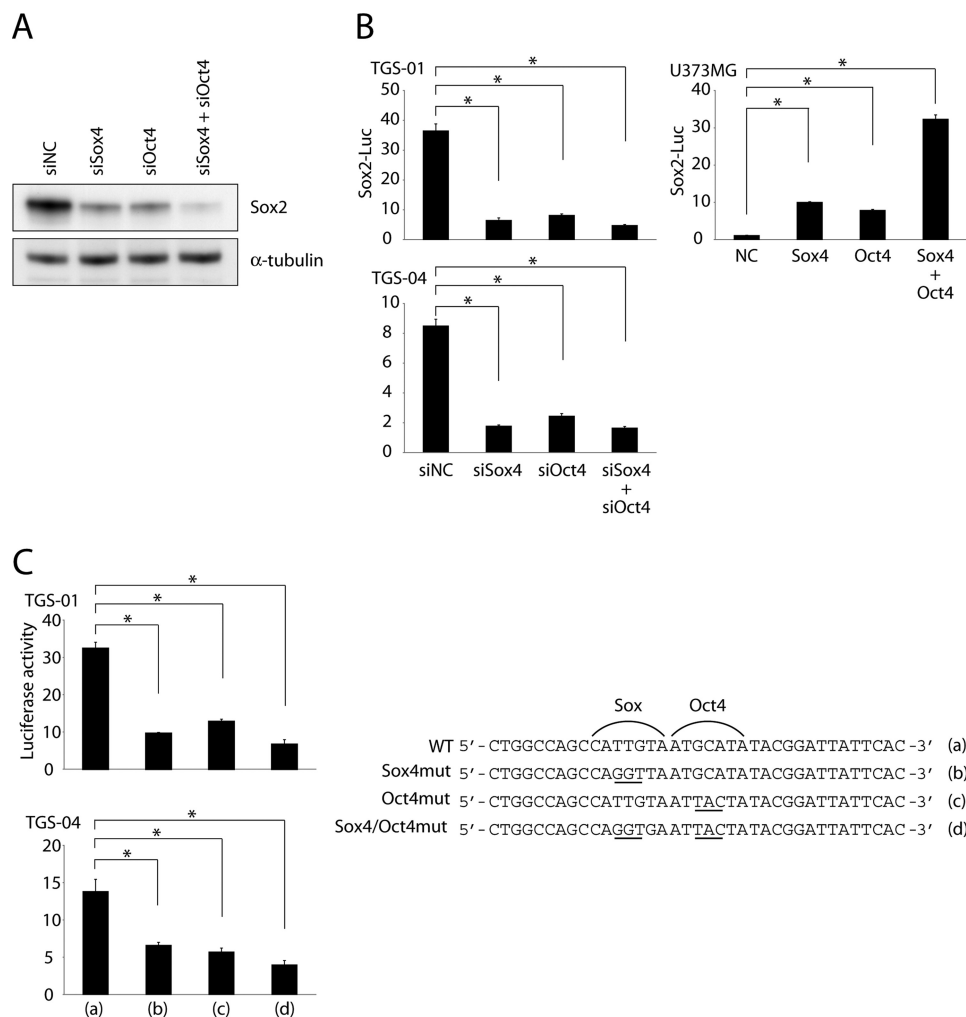 A
siNC
siSox4
siOct4
siSox4 + siOct4
Sox2
α-tubulin
B
TGS-01
Sox2-Luc
40
30
20
10
0
*
*
*
TGS-04
10
8
6
4
2
0
*
*
*
siNC siSox4 siOct4 siSox4
+
siOct4
U373MG
Sox2-Luc
40
30
20
10
0
*
*
*
NC Sox4 Oct4 Sox4
+
Oct4
C
TGS-01
Luciferase activity
40
30
20
10
0
*
*
*
TGS-04
20
15
10
5
0
*
*
*
(a) (b) (c) (d)
Sox Oct4
WT 5′-CTGGCCAGCCATTGTAATGCATATACGGATTATTCAC-3′ (a)
Sox4mut 5′-CTGGCCAGCCAGGTTAATGCATATACGGATTATTCAC-3′ (b)
Oct4mut 5′-CTGGCCAGCCATTGTAATTACTATACGGATTATTCAC-3′ (c)
Sox4/Oct4mut 5′-CTGGCCAGCCAGGTGAATTACTATACGGATTATTCAC-3′ (d)